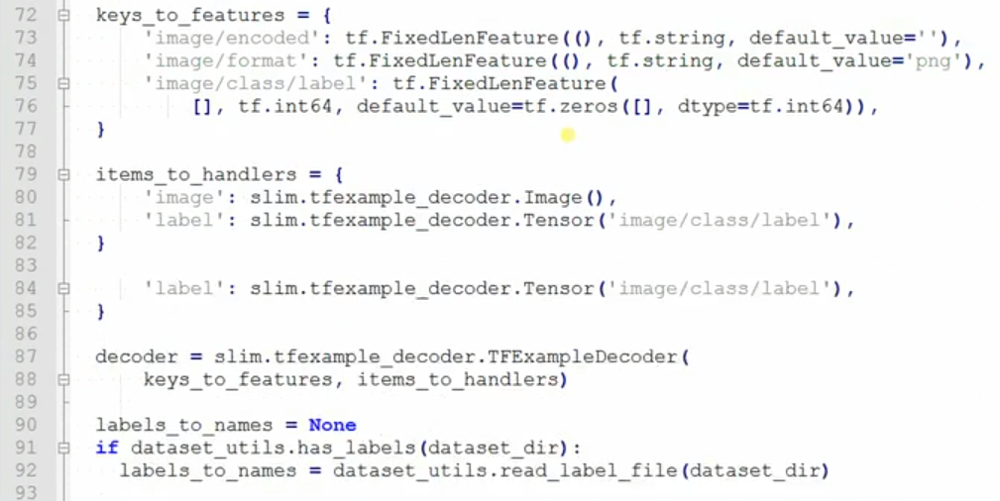 72 keys_to_features = {
73     'image/encoded': tf.FixedLenFeature((), tf.string, default_value=''),
74     'image/format': tf.FixedLenFeature((), tf.string, default_value='png'),
75     'image/class/label': tf.FixedLenFeature(
76         [], tf.int64, default_value=tf.zeros([], dtype=tf.int64)),
77 }
78
79 items_to_handlers = {
80     'image': slim.tfexample_decoder.Image(),
81     'label': slim.tfexample_decoder.Tensor('image/class/label'),
82 }
83
84     'label': slim.tfexample_decoder.Tensor('image/class/label'),
85 }
86
87 decoder = slim.tfexample_decoder.TFExampleDecoder(
88     keys_to_features, items_to_handlers)
89
90 labels_to_names = None
91 if dataset_utils.has_labels(dataset_dir):
92   labels_to_names = dataset_utils.read_label_file(dataset_dir)
93